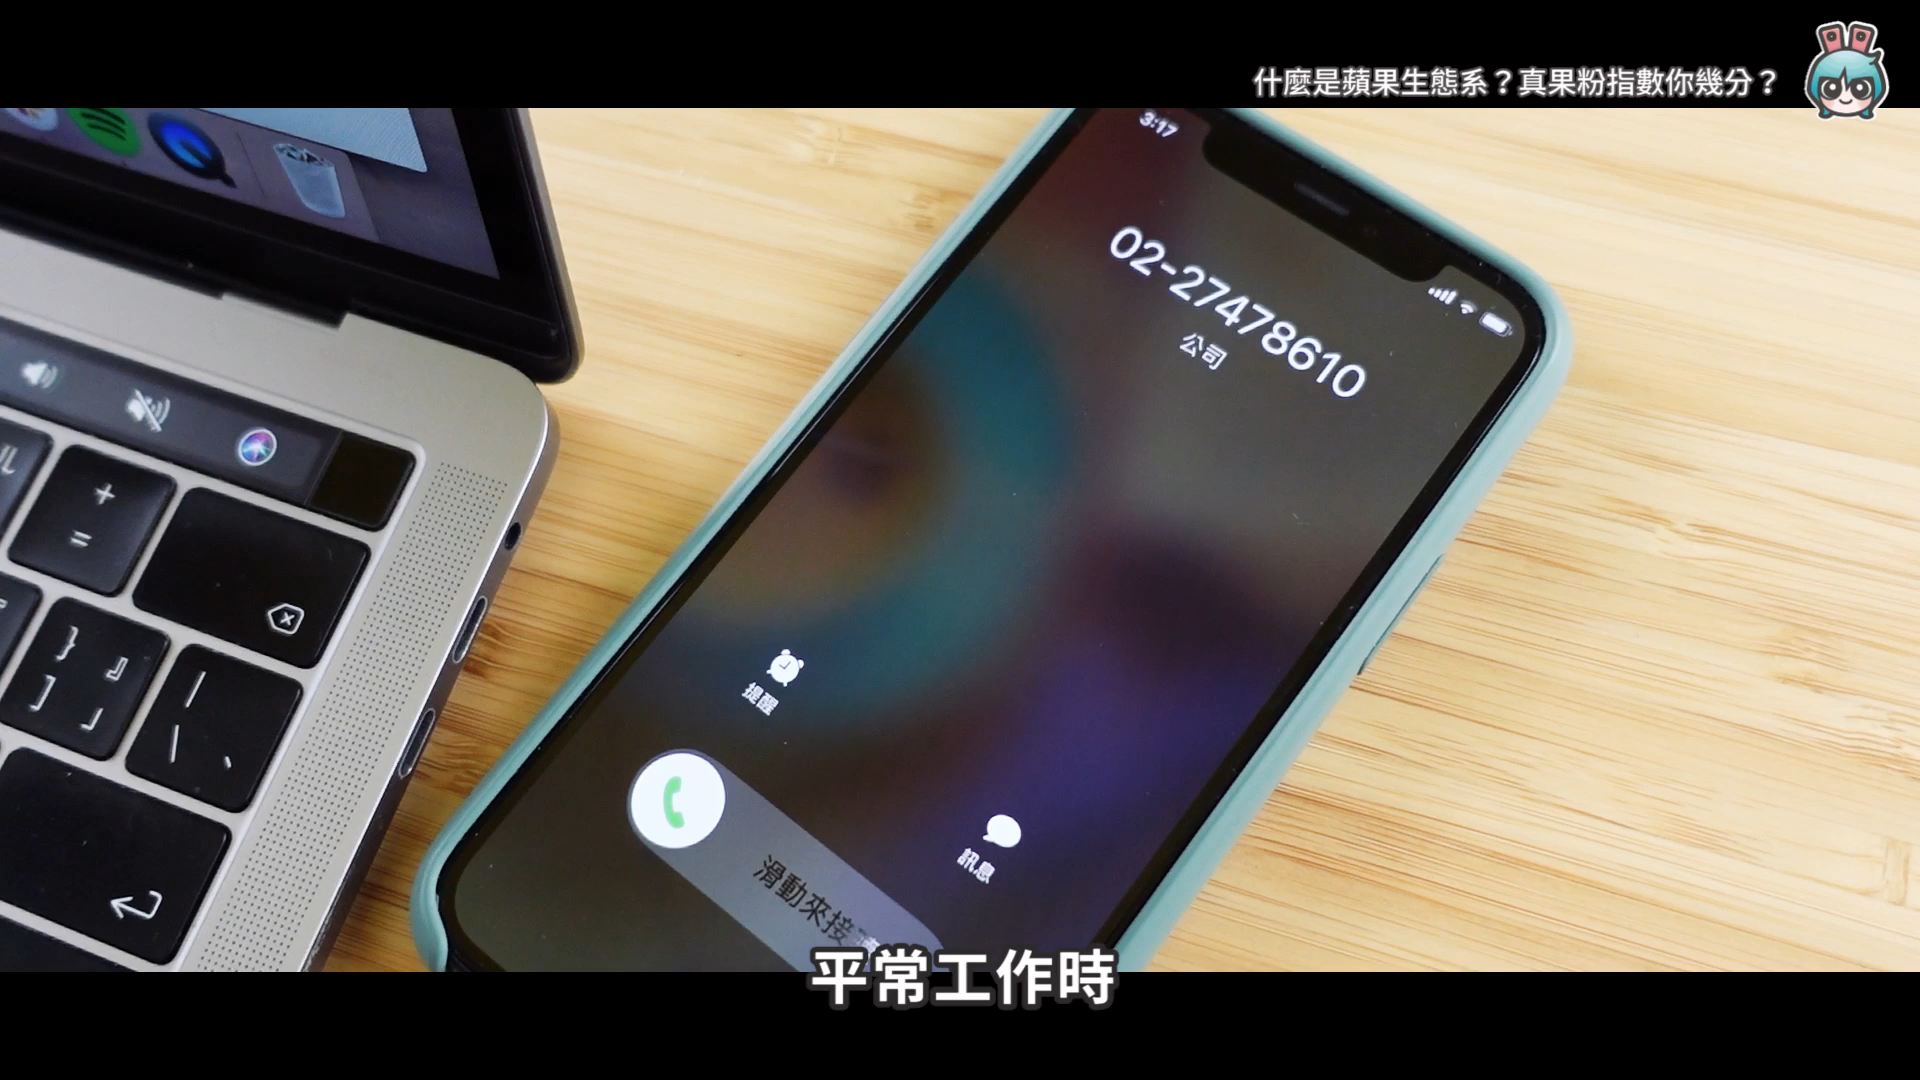 什麼是蘋果生態系？真果粉指數你幾分？
3:17
02-27478610
公司
提醒
訊息
滑動來接
+
=
}
』
]
」
平常工作時